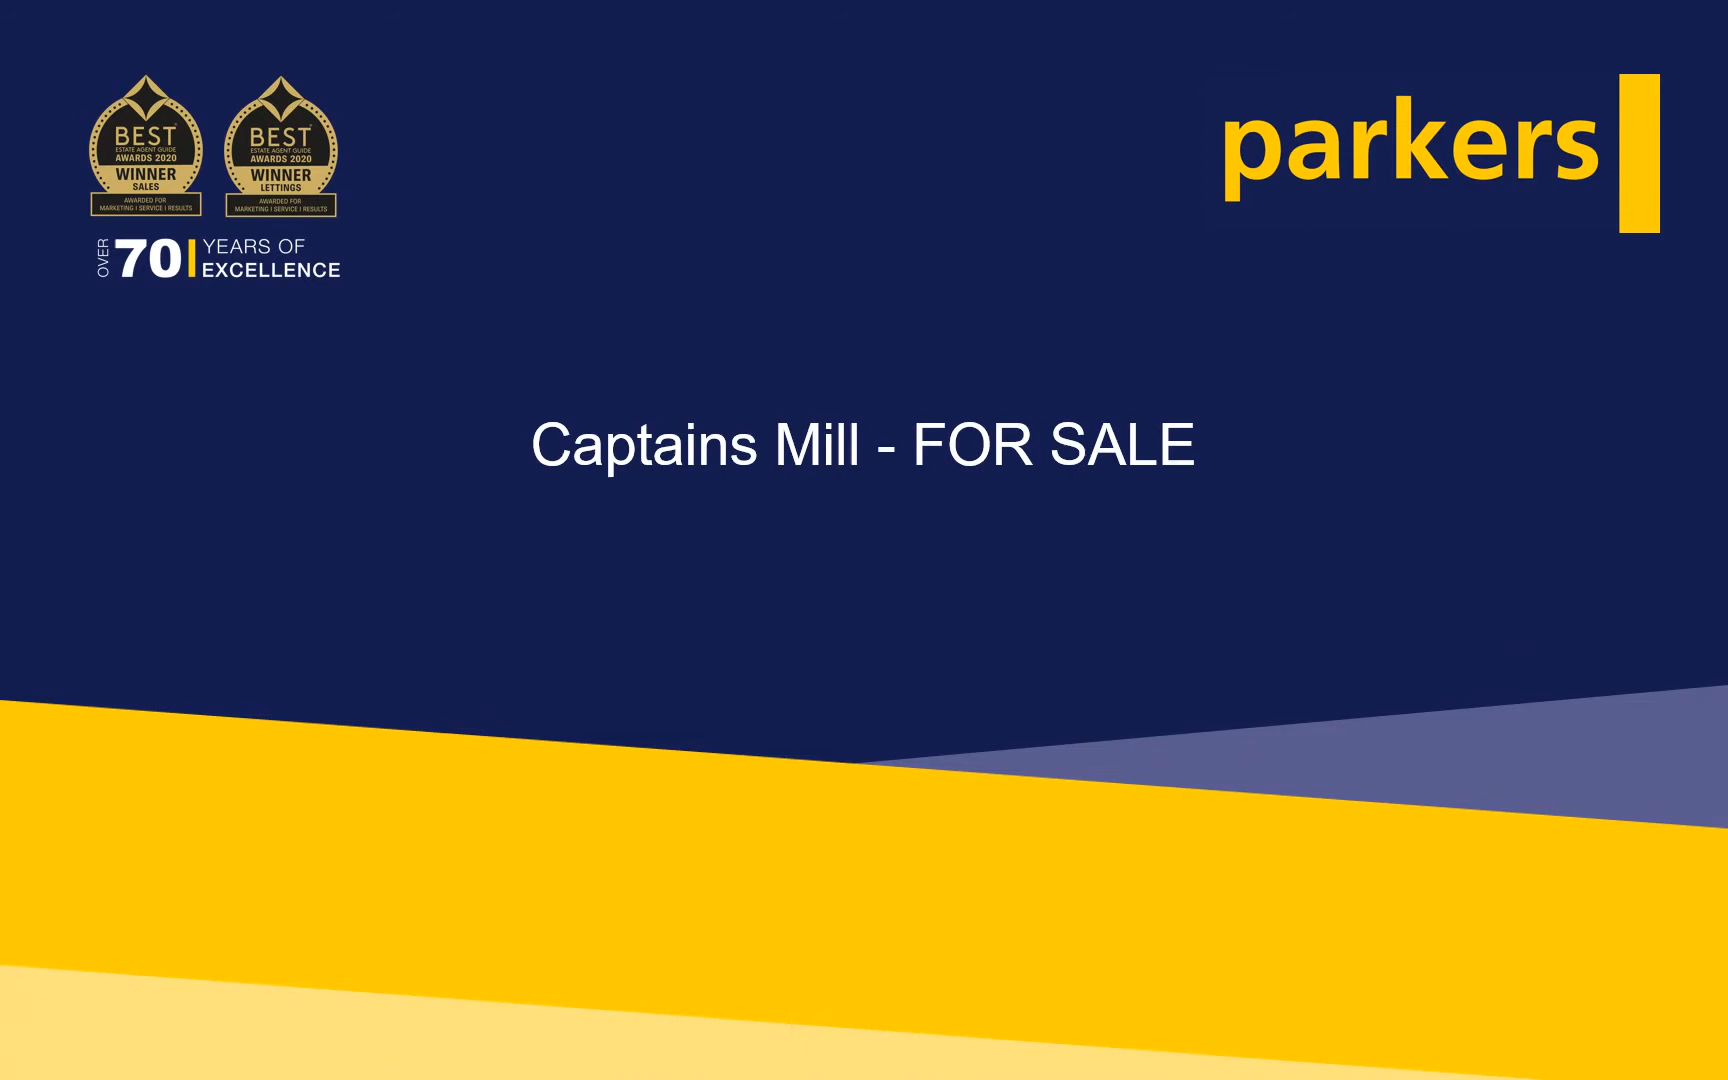 BEST
ESTATE AGENT GUIDE
AWARDS 2020
WINNER
SALES
AWARDED FOR
MARKETING | SERVICE | RESULTS
BEST
ESTATE AGENT GUIDE
AWARDS 2020
WINNER
LETTINGS
AWARDED FOR
MARKETING | SERVICE | RESULTS
OVER 70 YEARS OF
EXCELLENCE
parkers
Captains Mill - FOR SALE